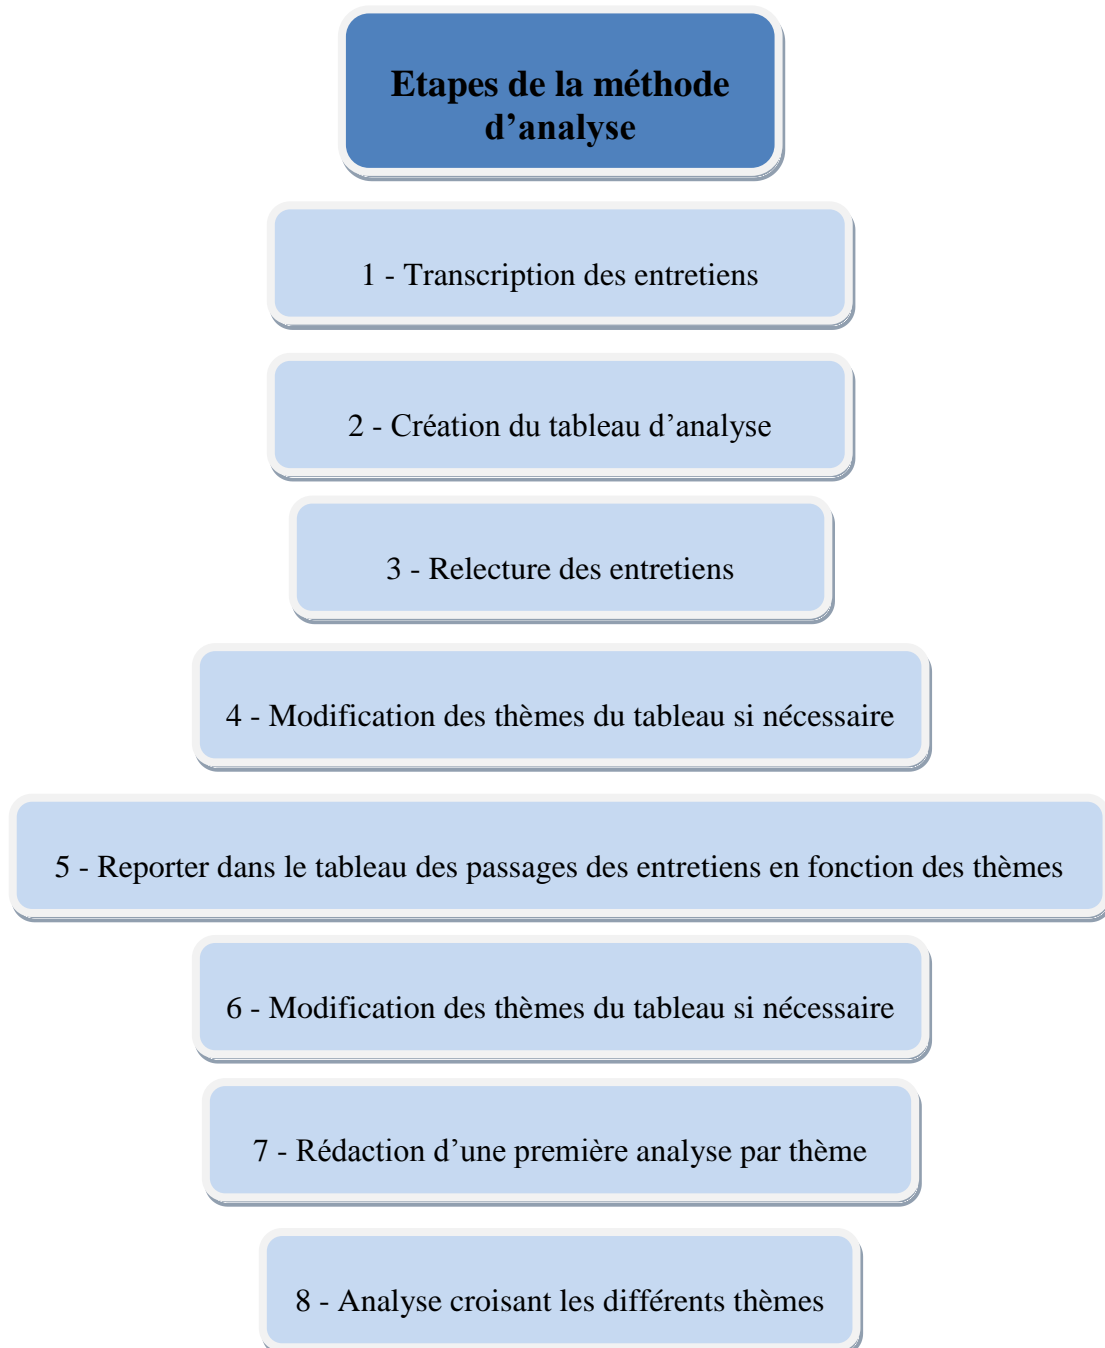 Etapes de la méthode
d’analyse
1 - Transcription des entretiens
2 - Création du tableau d’analyse
3 - Relecture des entretiens
4 - Modification des thèmes du tableau si nécessaire
5 - Reporter dans le tableau des passages des entretiens en fonction des thèmes
6 - Modification des thèmes du tableau si nécessaire
7 - Rédaction d’une première analyse par thème
8 - Analyse croisant les différents thèmes